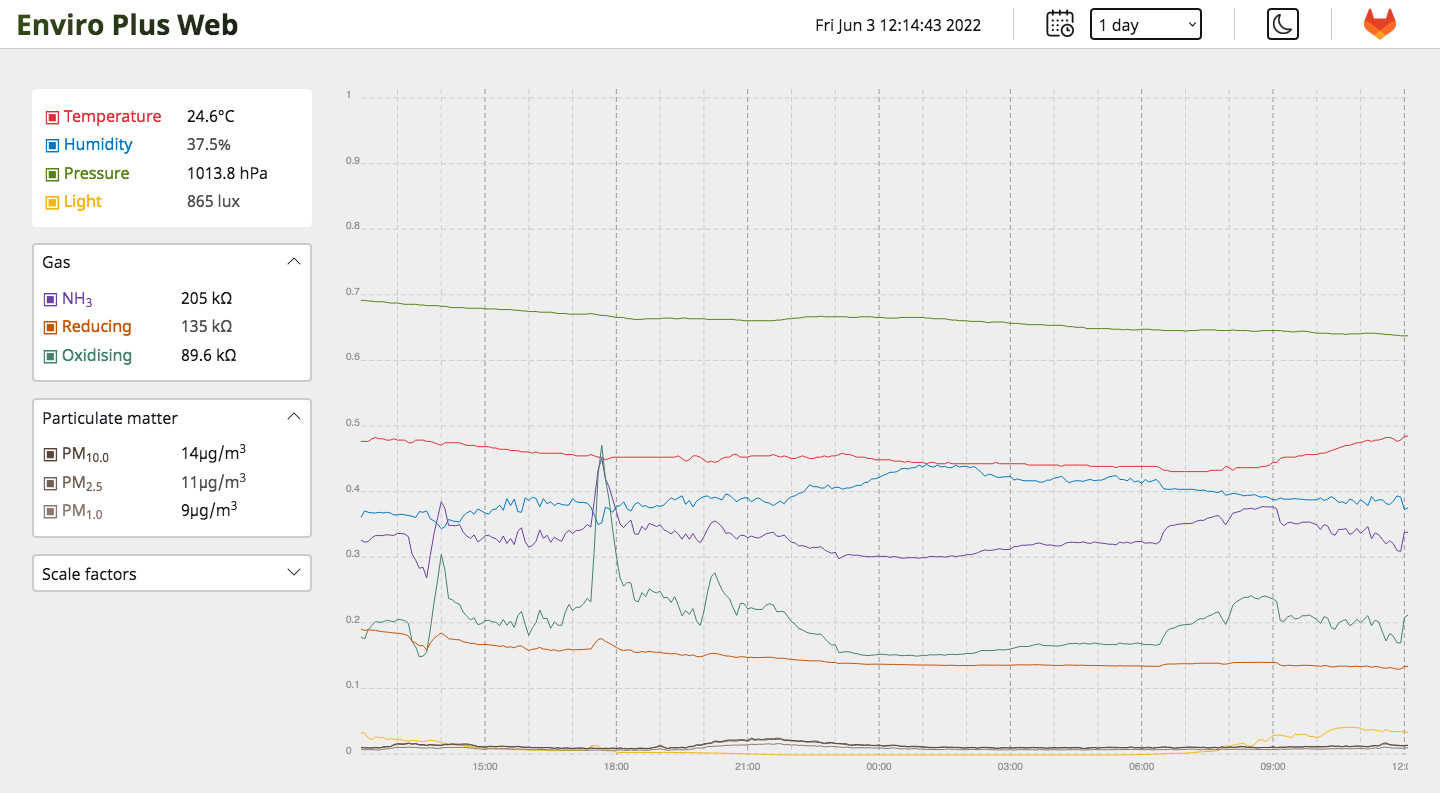 Enviro Plus Web
Fri Jun 3 12:14:43 2022
1 day
Temperature 24.6°C
Humidity 37.5%
Pressure 1013.8 hPa
Light 865 lux
Gas
NH3 205 kΩ
Reducing 135 kΩ
Oxidising 89.6 kΩ
Particulate matter
PM10.0 14µg/m3
PM2.5 11µg/m3
PM1.0 9µg/m3
Scale factors
1
0.9
0.8
0.7
0.6
0.5
0.4
0.3
0.2
0.1
0
15:00 18:00 21:00 00:00 03:00 06:00 09:00 12:0